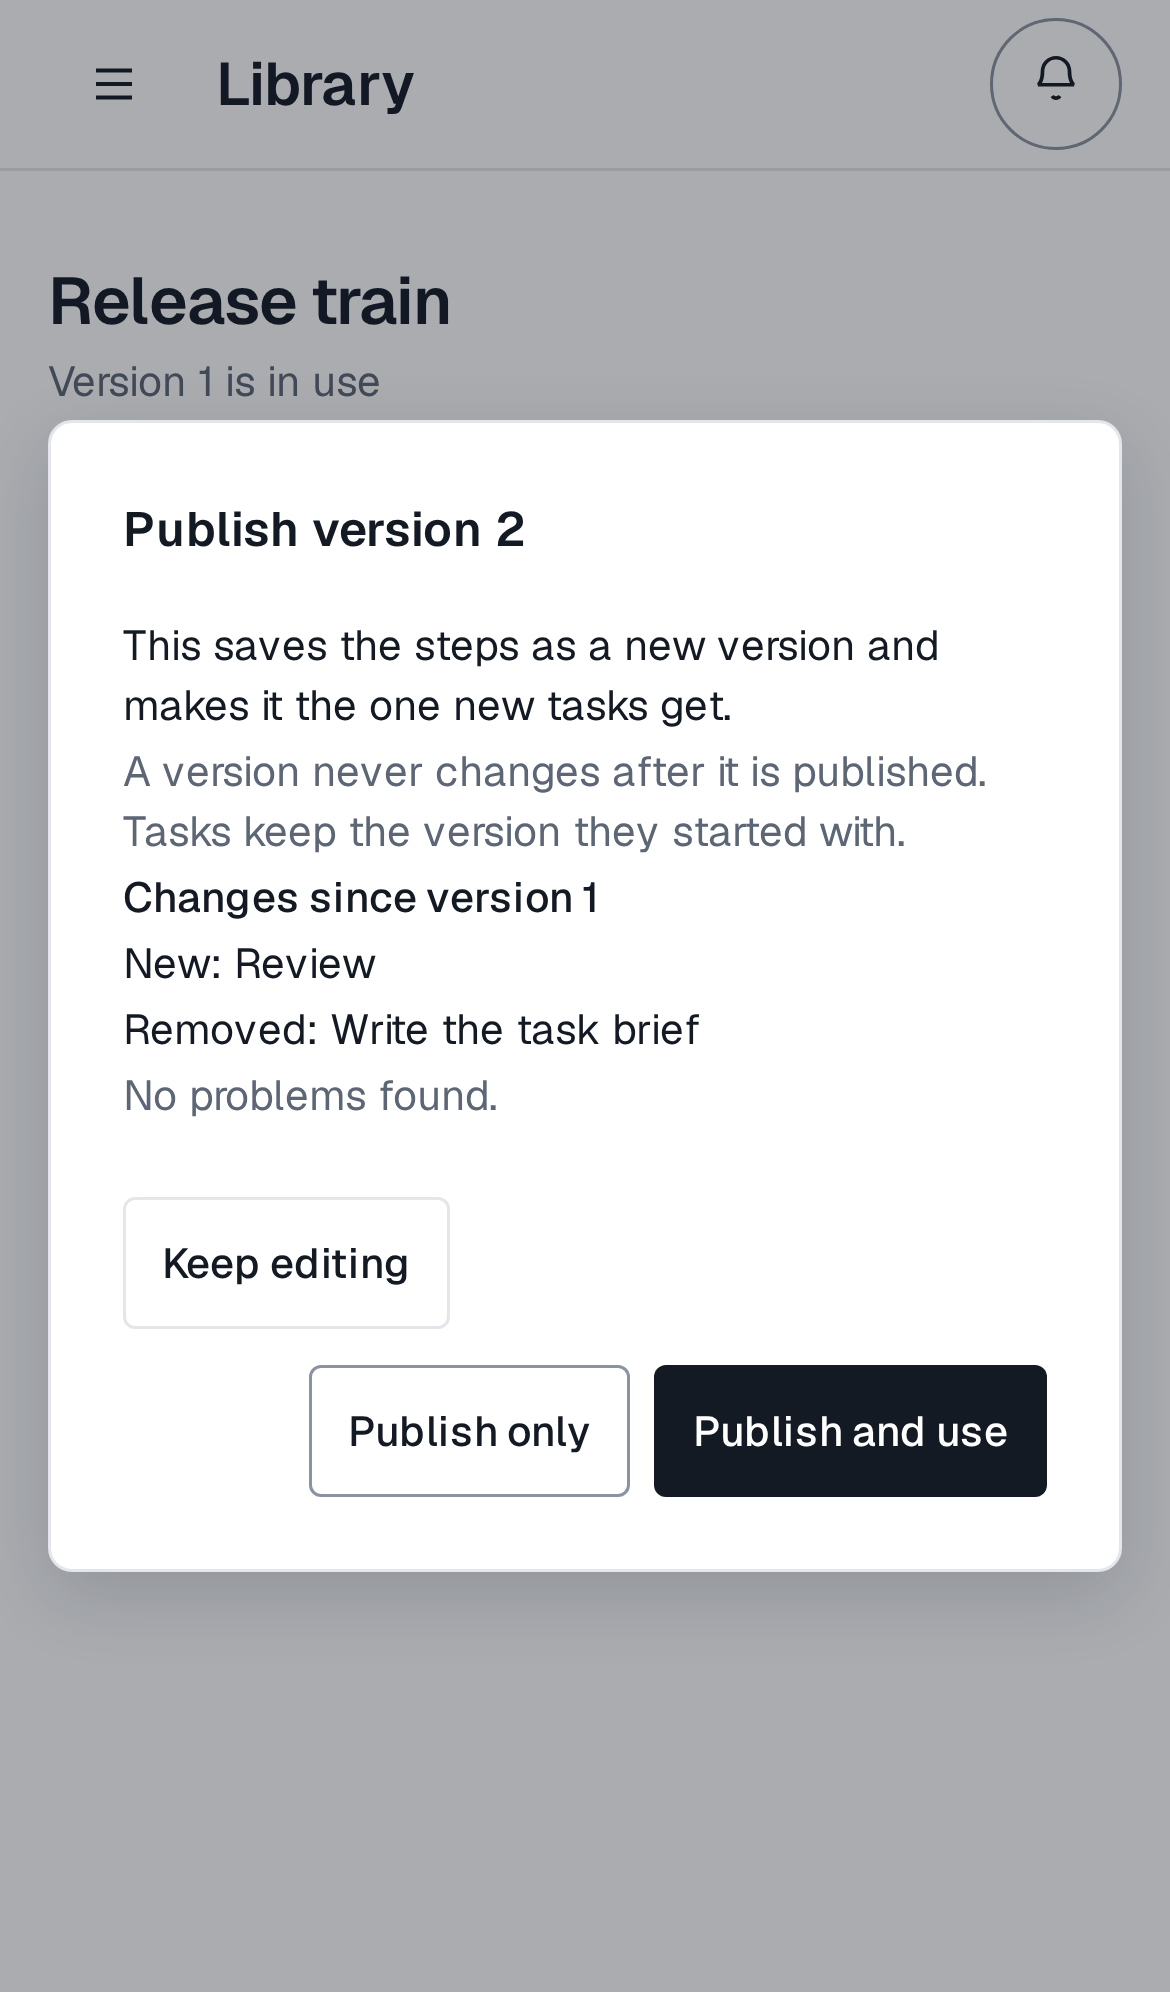 Library
Release train
Version 1 is in use
Publish version 2
This saves the steps as a new version and
makes it the one new tasks get.
A version never changes after it is published.
Tasks keep the version they started with.
Changes since version 1
New: Review
Removed: Write the task brief
No problems found.
Keep editing
Publish only
Publish and use